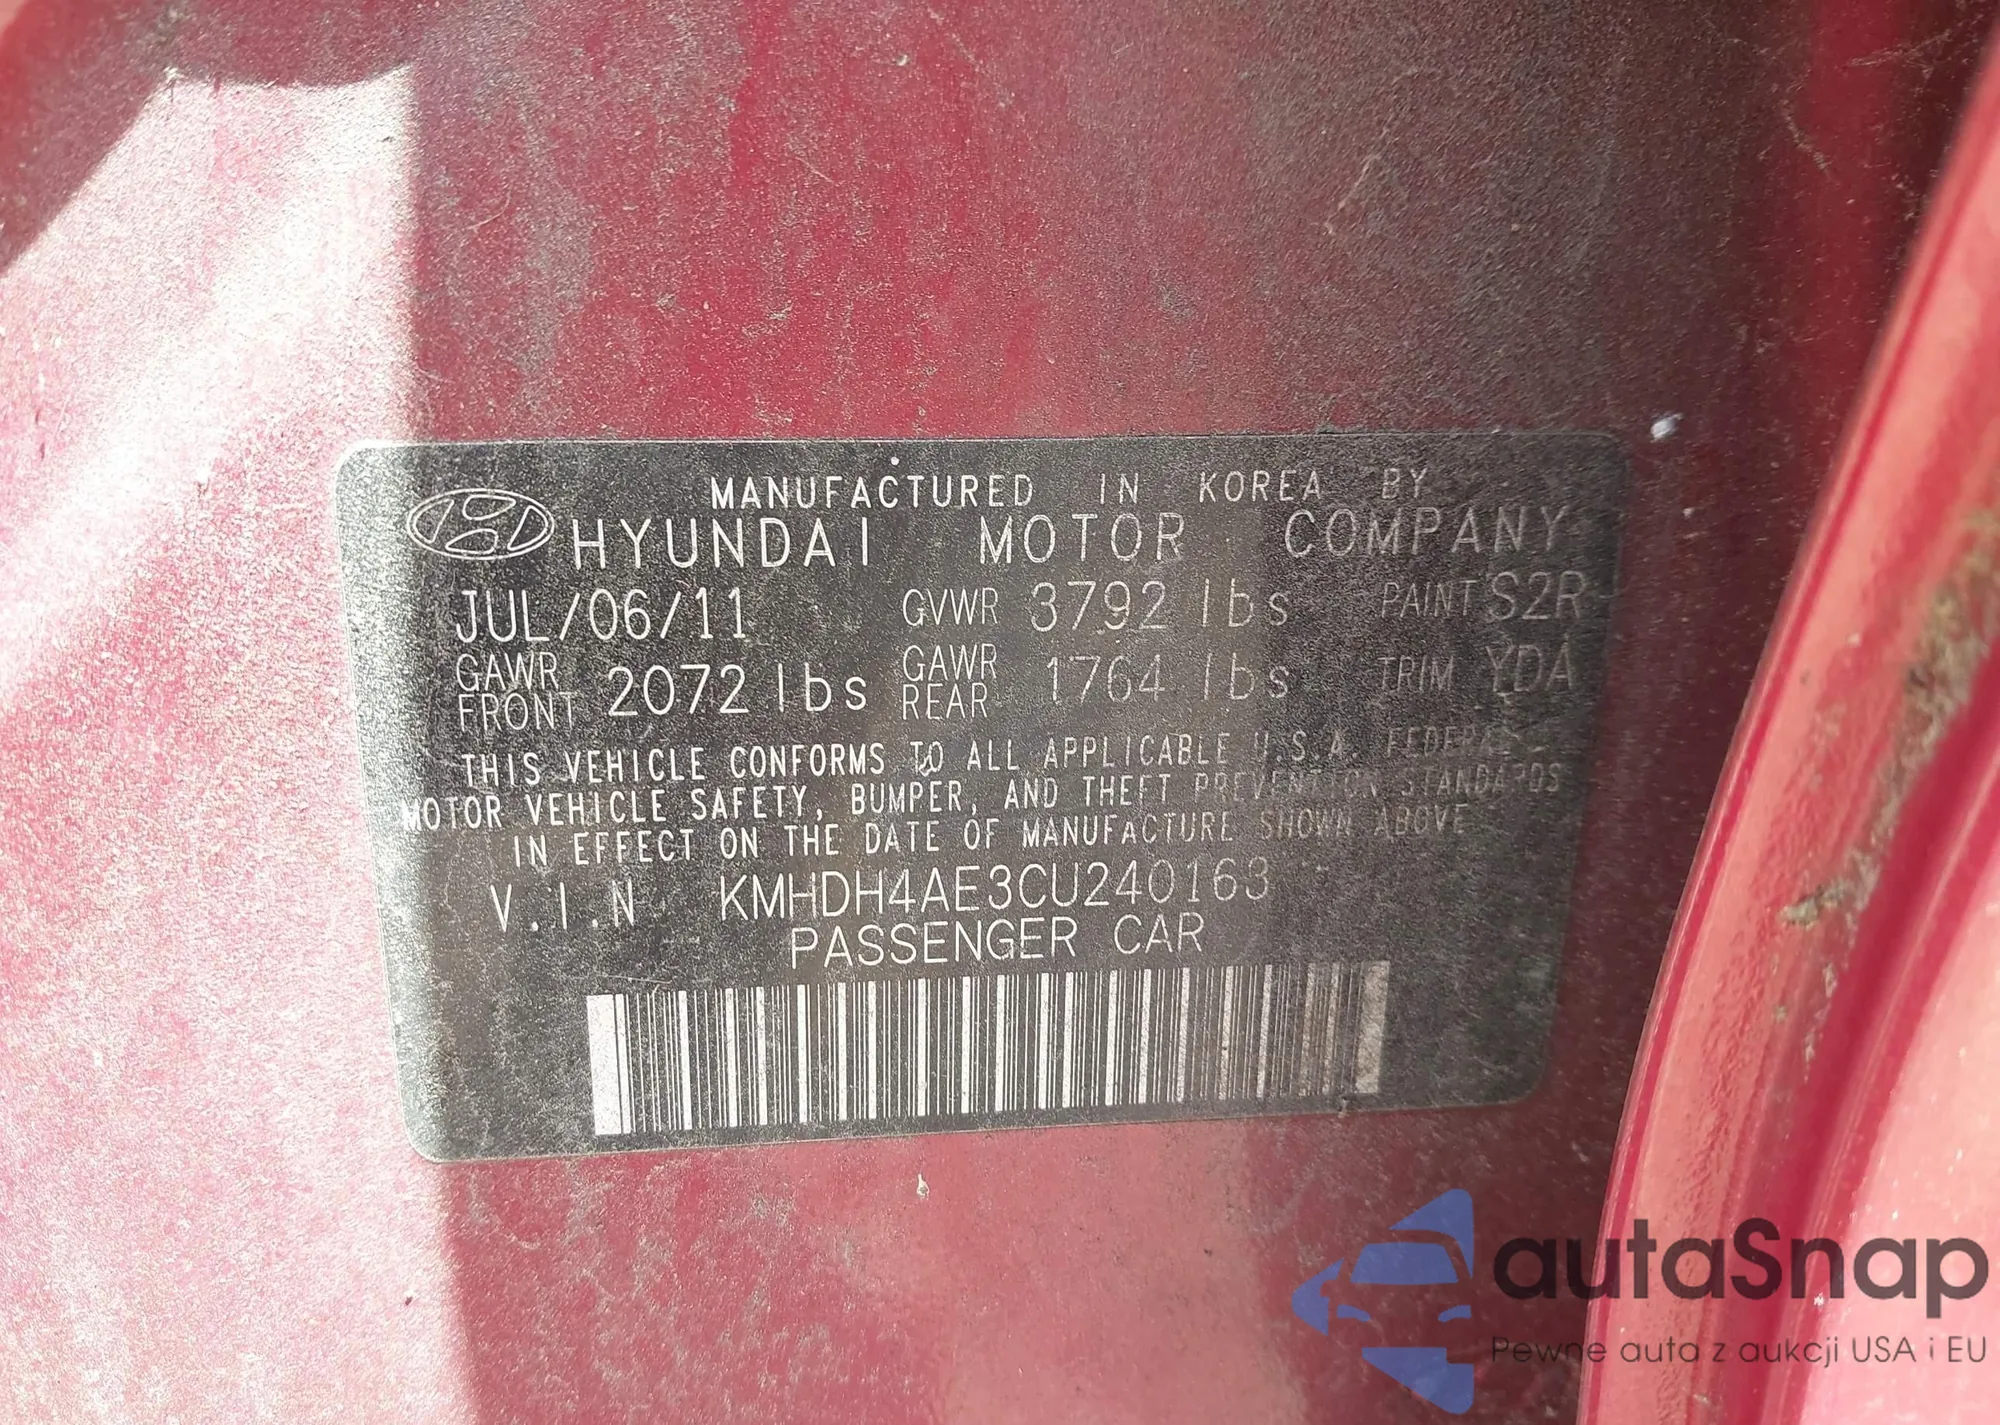 MANUFACTURED IN KOREA BY
HYUNDAI MOTOR COMPANY
JUL/06/11 GVWR 3792 lbs PAINT S2R
GAWR FRONT 2072 lbs GAWR REAR 1764 lbs TRIM YDA
THIS VEHICLE CONFORMS TO ALL APPLICABLE U.S.A. FEDERAL
MOTOR VEHICLE SAFETY, BUMPER, AND THEFT PREVENTION STANDARDS
IN EFFECT ON THE DATE OF MANUFACTURE SHOWN ABOVE
V.I.N KMHDH4AE3CU240163
PASSENGER CAR
autaSnap
Pewne auta z aukcji USA i EU